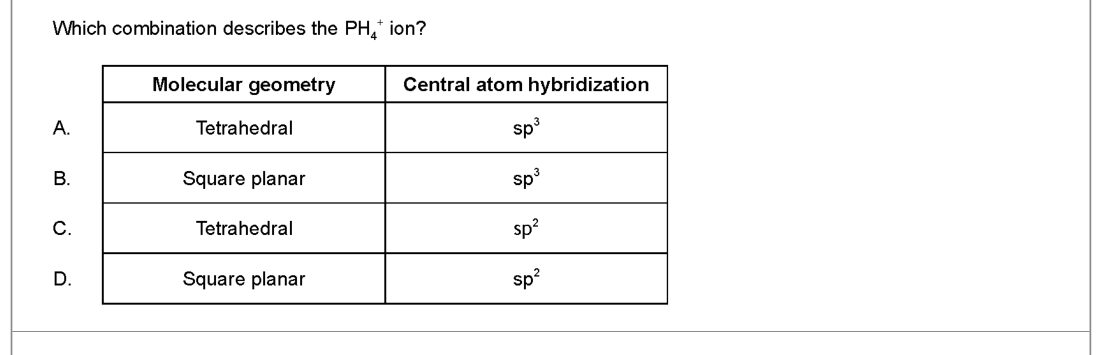 Which combination describes the PH₄⁺ ion?
Molecular geometry Central atom hybridization
A. Tetrahedral sp³
B. Square planar sp³
C. Tetrahedral sp²
D. Square planar sp²